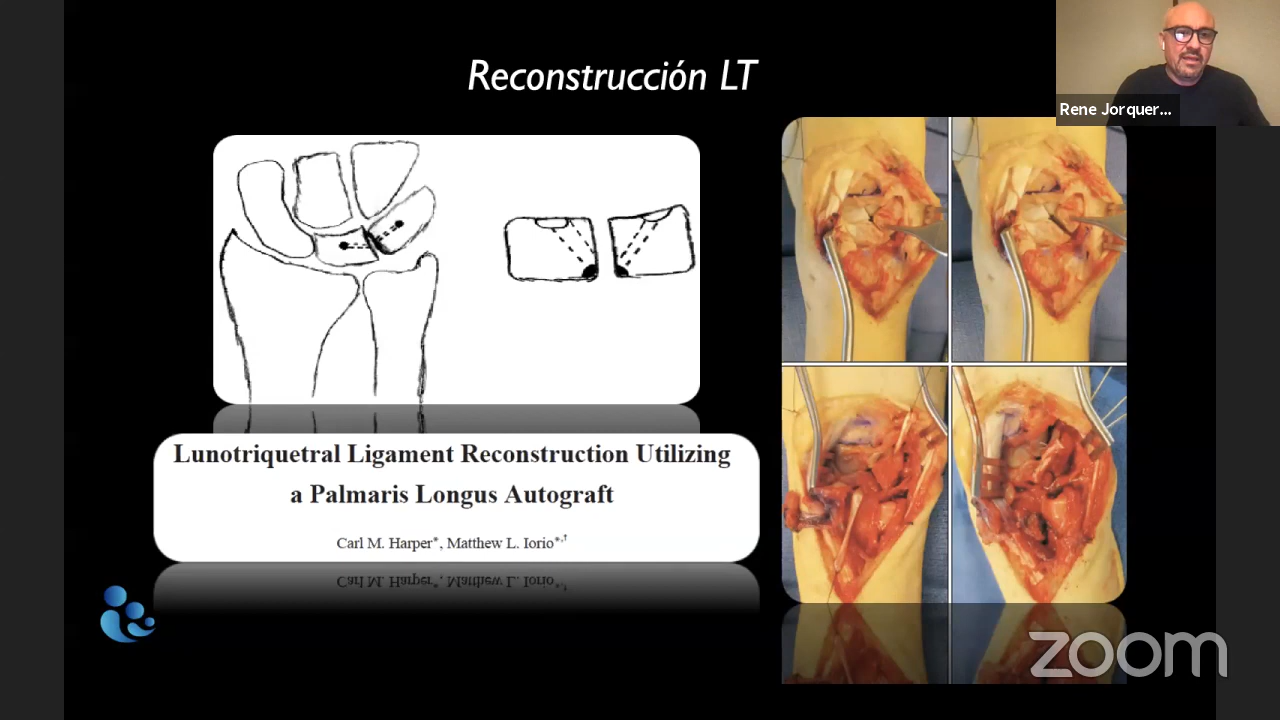 Reconstrucción LT
Rene Jorquer...
Lunotriquetral Ligament Reconstruction Utilizing
a Palmaris Longus Autograft
Carl M. Harper*, Matthew L. Iorio*,†
zoom